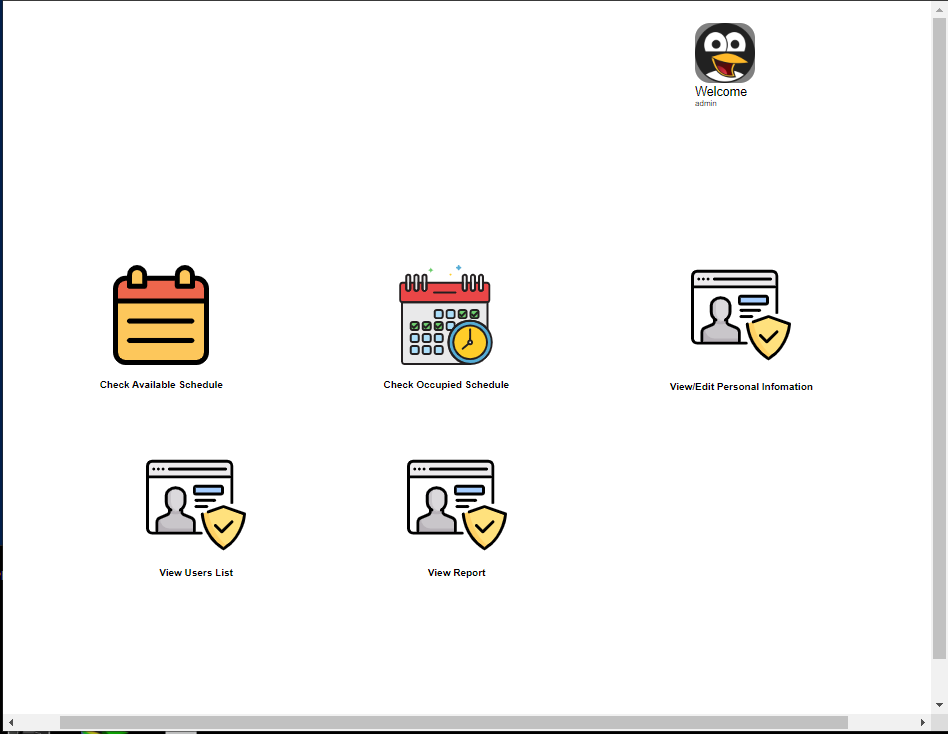 Welcome
admin
Check Available Schedule
Check Occupied Schedule
View/Edit Personal Infomation
View Users List
View Report